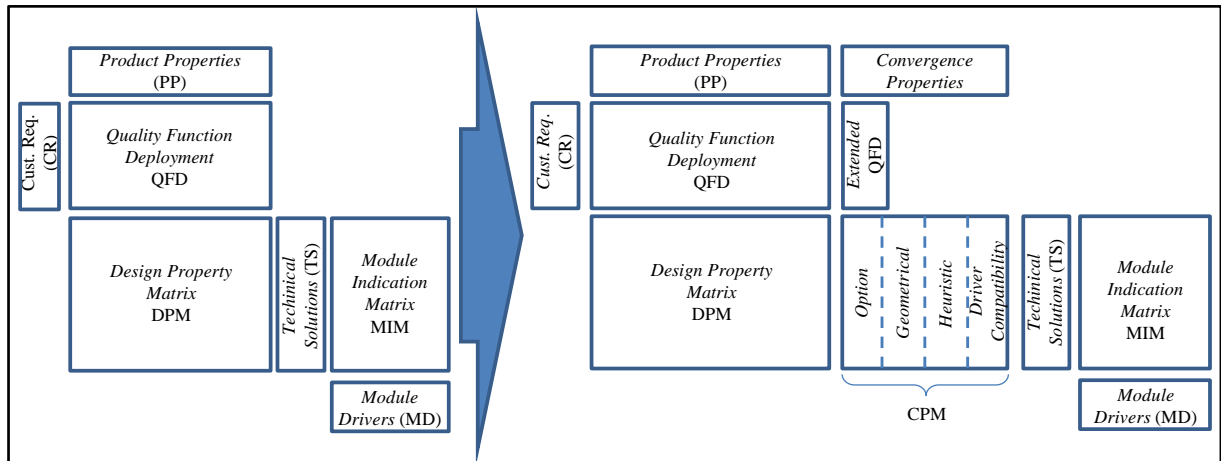 Product Properties
(PP)
Cust. Req.
(CR)
Quality Function
Deployment
QFD
Design Property
Matrix
DPM
Techinical
Solutions (TS)
Module
Indication
Matrix
MIM
Module
Drivers (MD)
Product Properties
(PP)
Convergence
Properties
Cust. Req.
(CR)
Quality Function
Deployment
QFD
Extended
QFD
Design Property
Matrix
DPM
Option
Geometrical
Heuristic
Driver
Compatibility
Techinical
Solutions (TS)
Module
Indication
Matrix
MIM
CPM
Module
Drivers (MD)